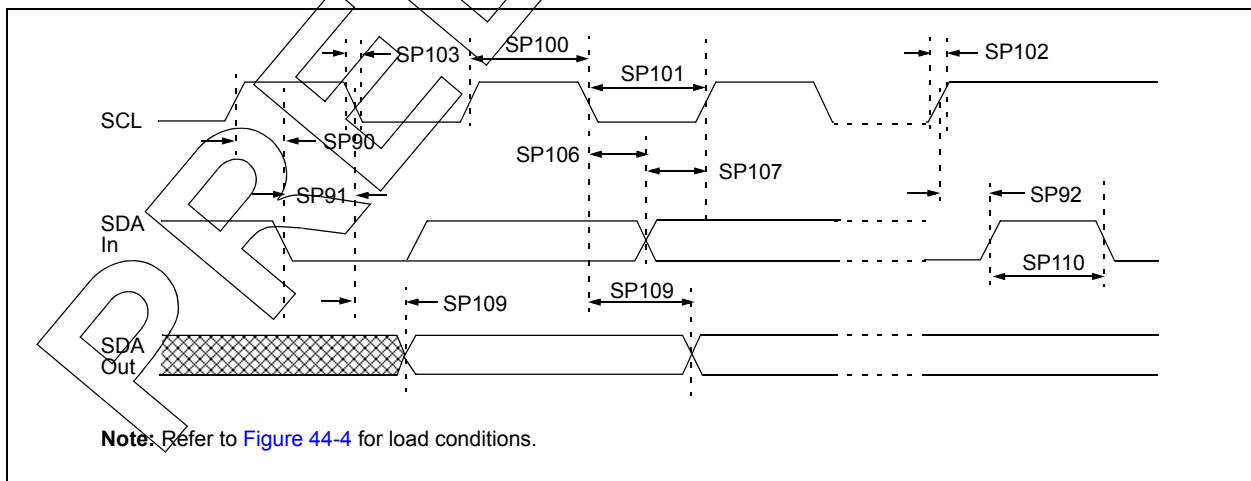 SP103
SP100
SP101
SP102
SCL
SP90
SP106
SP107
SP91
SP92
SDA
In
SP110
SP109
SP109
SDA
Out
Note: Refer to Figure 44-4 for load conditions.